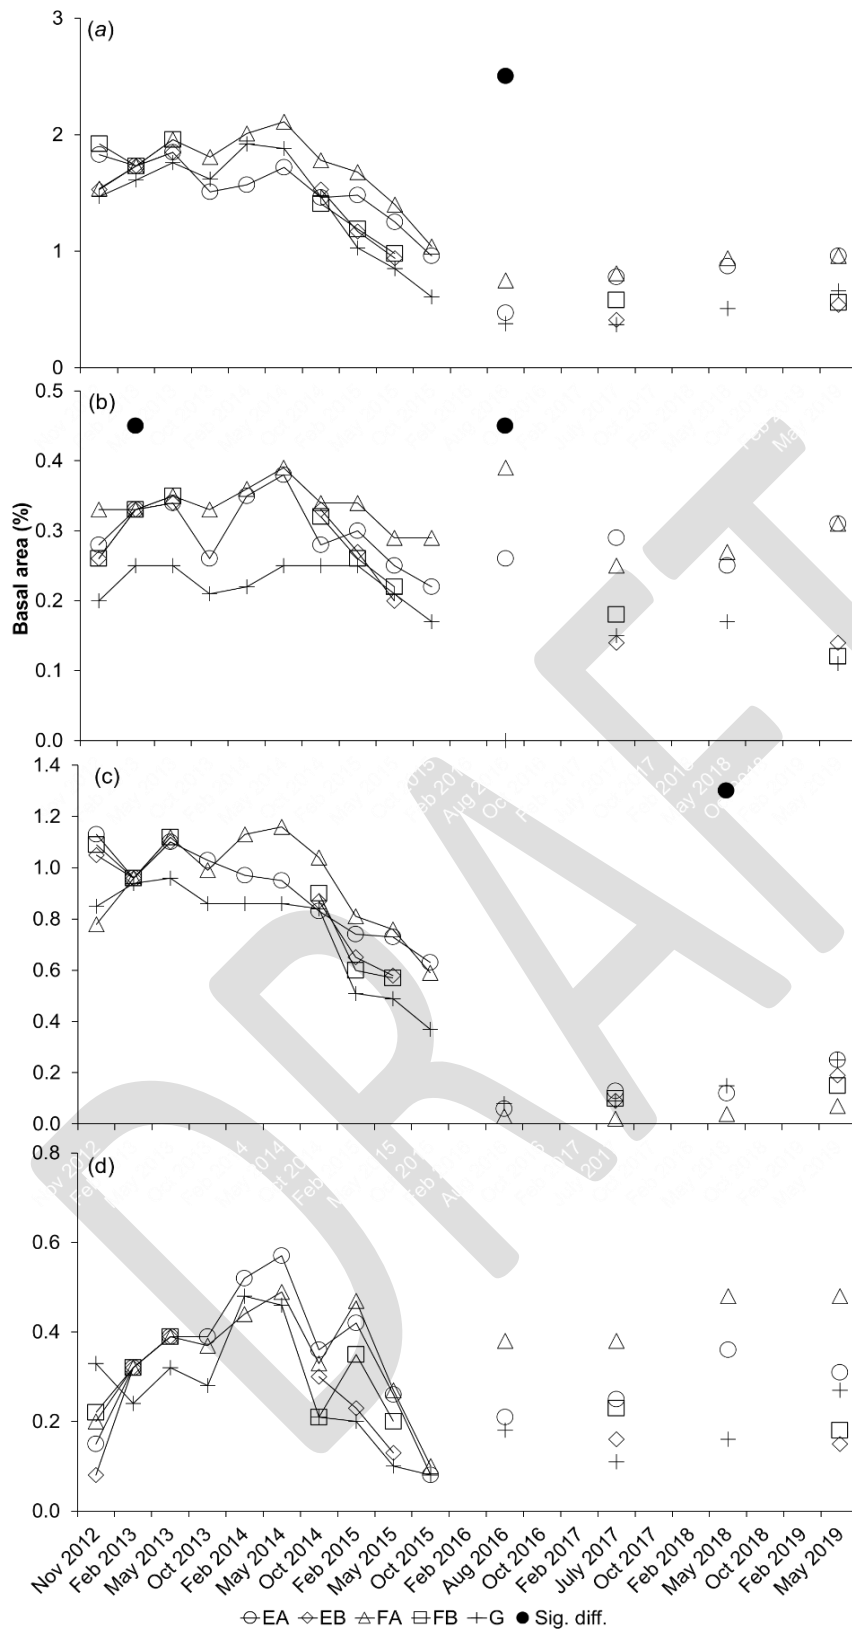 (a)
3
2
1
0
(b)
0.5
0.4
0.3
0.2
0.1
0.0
Basal area (%)
(c)
1.4
1.2
1.0
0.8
0.6
0.4
0.2
0.0
(d)
0.8
0.6
0.4
0.2
0.0
Nov 2012
Feb 2013
May 2013
Oct 2013
Feb 2014
May 2014
Oct 2014
Feb 2015
May 2015
Oct 2015
Feb 2016
Aug 2016
Oct 2016
Feb 2017
July 2017
Oct 2017
Feb 2018
May 2018
Oct 2018
Feb 2019
May 2019
EA EB FA FB G Sig. diff.
DRAFT